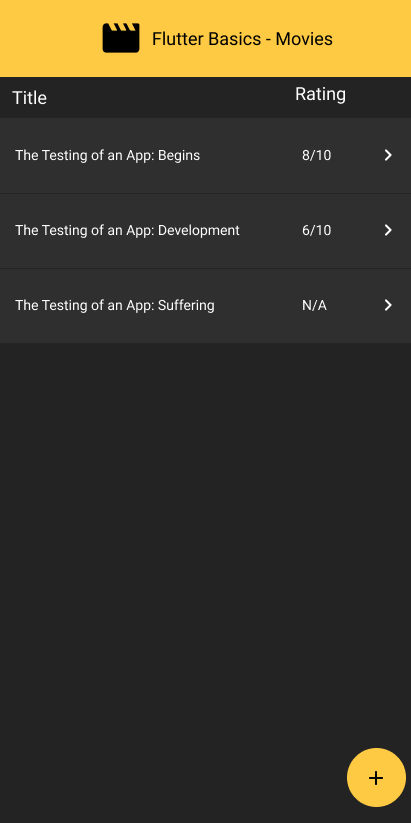 Flutter Basics - Movies
Title Rating
The Testing of an App: Begins 8/10
The Testing of an App: Development 6/10
The Testing of an App: Suffering N/A
+